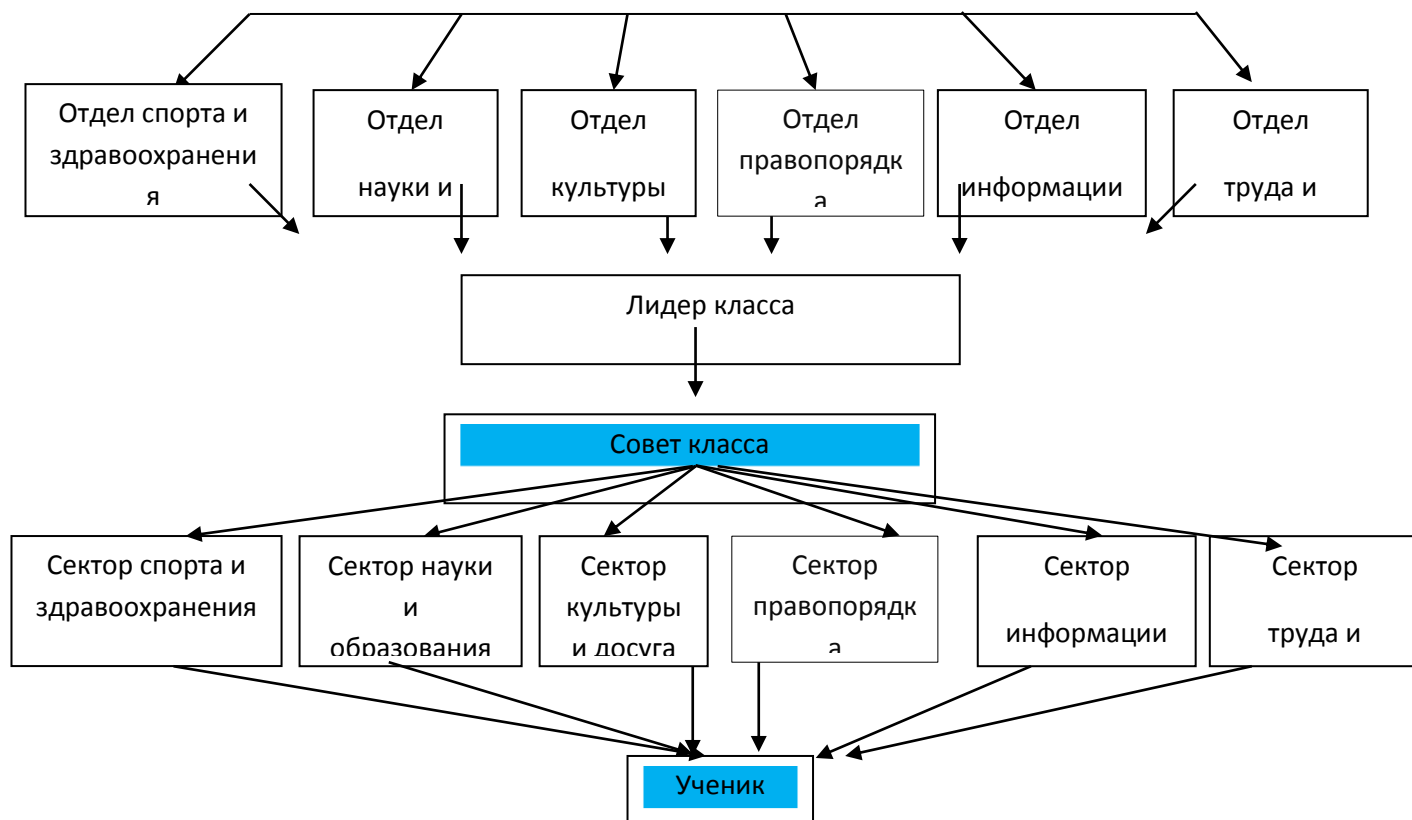 Отдел спорта и
здравоохранени
я
Отдел
науки и
Отдел
культуры
Отдел
правопорядк
а
Отдел
информации
Отдел
труда и
Лидер класса
Совет класса
Сектор спорта и
здравоохранения
Сектор науки
и
образования
Сектор
культуры
и досуга
Сектор
правопорядк
а
Сектор
информации
Сектор
труда и
Ученик